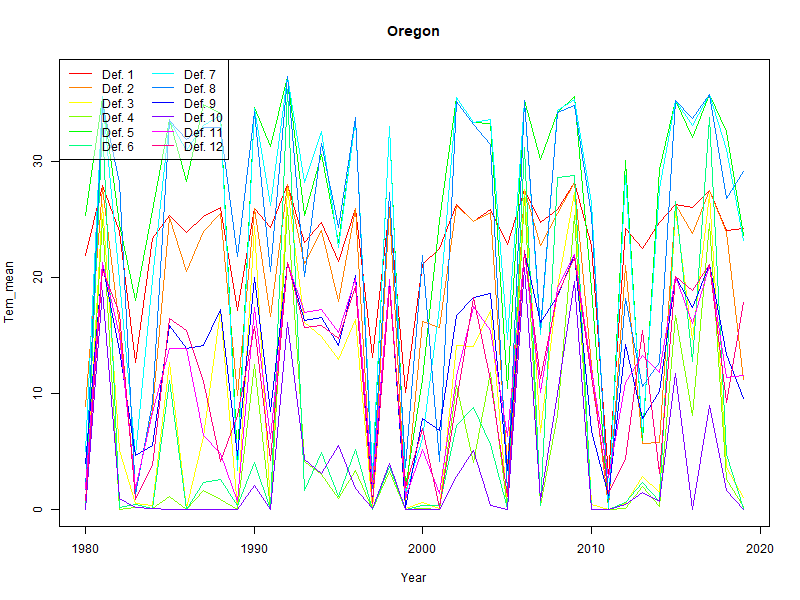 Oregon
Tern_mean
30
20
10
0
Def. 1
Def. 2
Def. 3
Def. 4
Def. 5
Def. 6
Def. 7
Def. 8
Def. 9
Def. 10
Def. 11
Def. 12
1980
1990
2000
2010
2020
Year